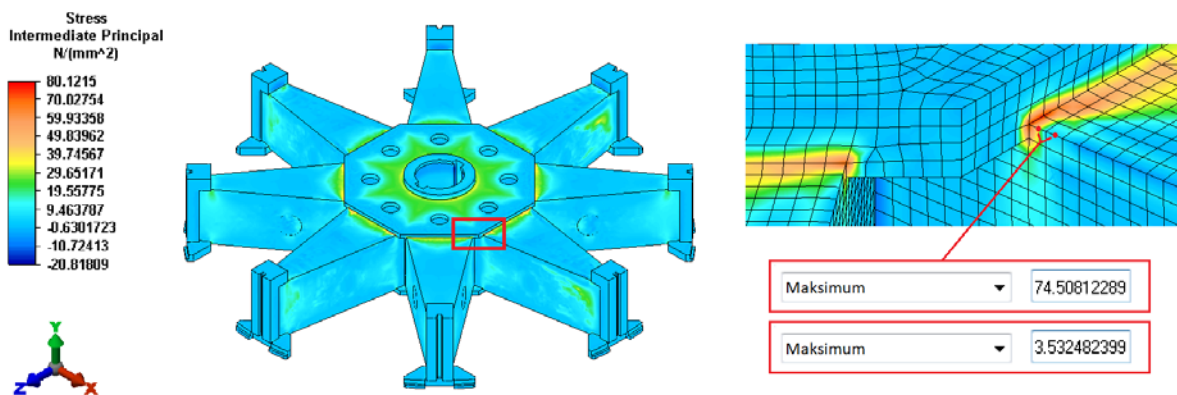 Stress
Intermediate Principal
N/(mm^2)
80.1215
70.02754
59.93358
49.83962
39.74567
29.65171
19.55775
9.463787
-0.6301723
-10.72413
-20.81809
Y
Z
X
Maksimum
74.50812289
Maksimum
3.532482399